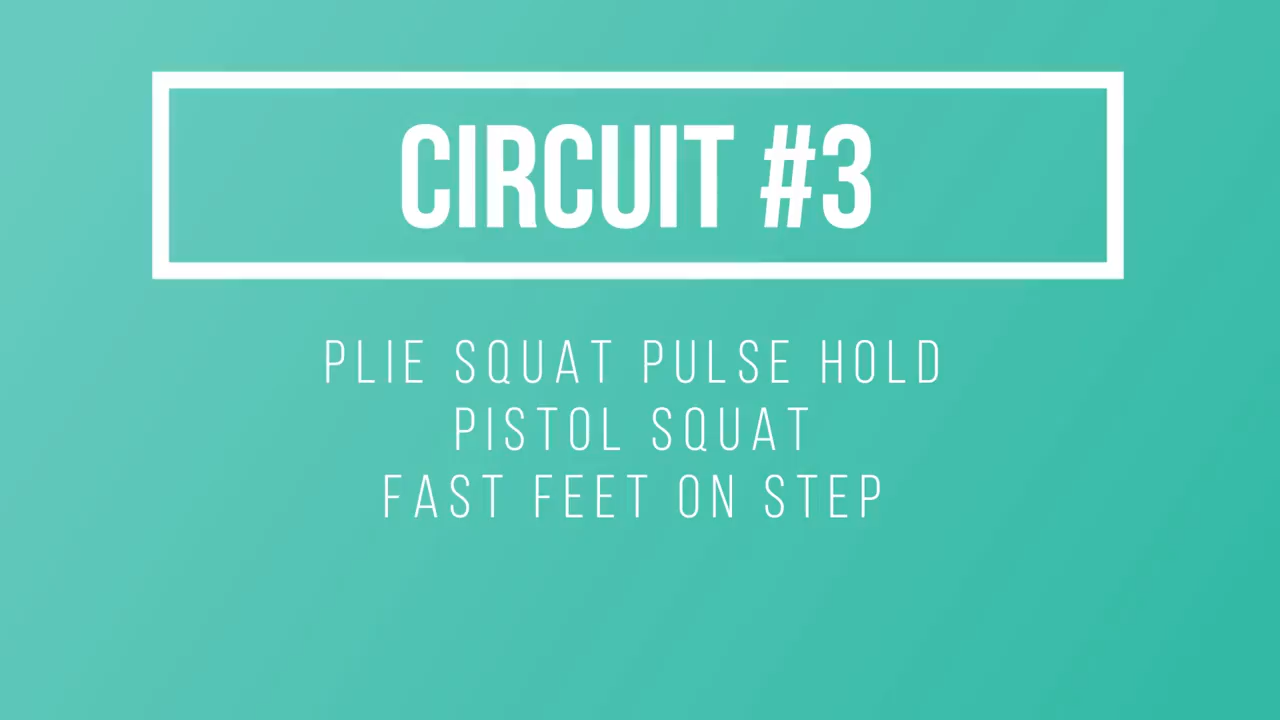 CIRCUIT #3
PLIE SQUAT PULSE HOLD
PISTOL SQUAT
FAST FEET ON STEP